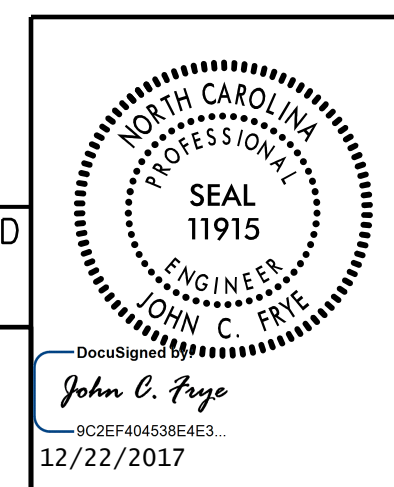 NORTH CAROLINA
PROFESSIONAL
SEAL
11915
ENGINEER
JOHN C. FRYE
D
DocuSigned by:
John C. Frye
9C2EF404538E4E3...
12/22/2017